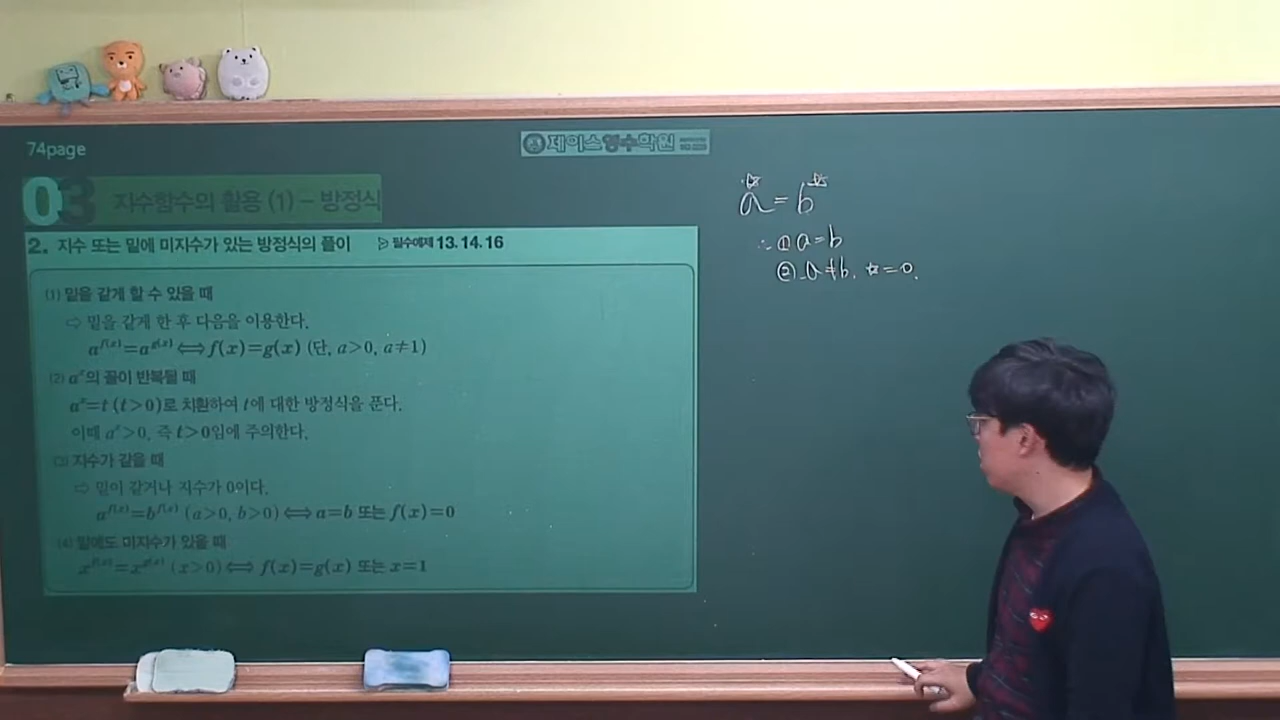 74page
제이스영수학원
03 지수함수의 활용 (1) - 방정식
2. 지수 또는 밑에 미지수가 있는 방정식의 풀이 ▷ 필수예제 13. 14. 16
(1) 밑을 같게 할 수 있을 때
⇨ 밑을 같게 한 후 다음을 이용한다.
a^{f(x)}=a^{g(x)} ⟺ f(x)=g(x) (단, a>0, a≠1)
(2) a^x의 꼴이 반복될 때
a^x=t (t>0)로 치환하여 t에 대한 방정식을 푼다.
이때 a^x>0, 즉 t>0임에 주의한다.
(3) 지수가 같을 때
⇨ 밑이 같거나 지수가 0이다.
a^{f(x)}=b^{f(x)} (a>0, b>0) ⟺ a=b 또는 f(x)=0
(4) 밑에도 미지수가 있을 때
x^{f(x)}=x^{g(x)} (x>0) ⟺ f(x)=g(x) 또는 x=1
a^☆=b^☆
∴ ① a=b
② a≠b, ☆=0.